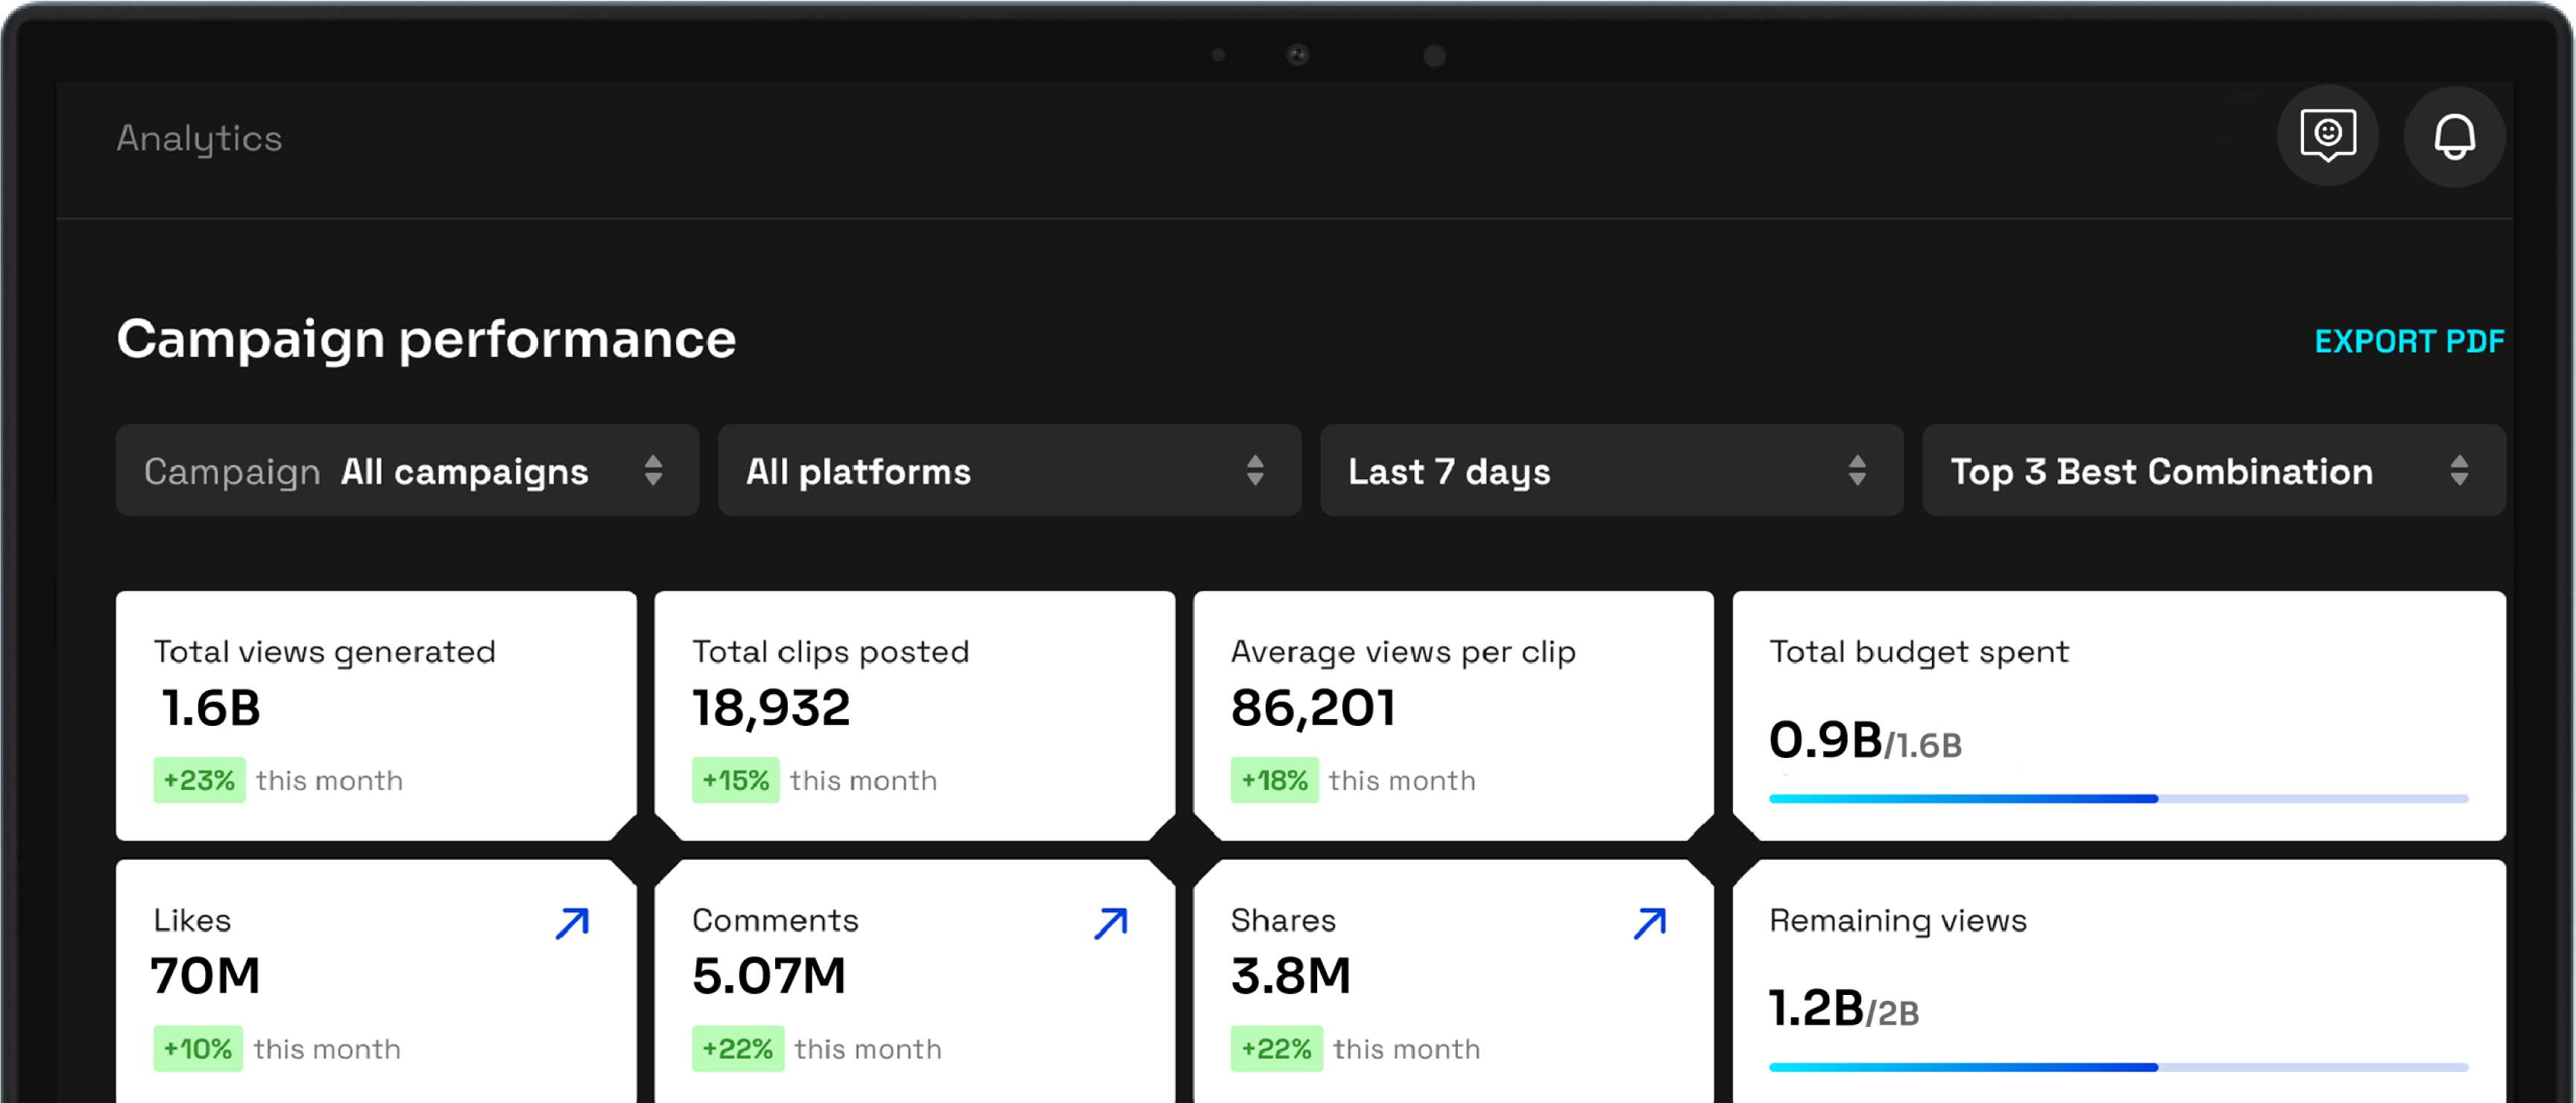 Analytics
Campaign performance
EXPORT PDF
Campaign All campaigns
All platforms
Last 7 days
Top 3 Best Combination
Total views generated
1.6B
+23% this month
Total clips posted
18,932
+15% this month
Average views per clip
86,201
+18% this month
Total budget spent
0.9B/1.6B
Likes
70M
+10% this month
Comments
5.07M
+22% this month
Shares
3.8M
+22% this month
Remaining views
1.2B/2B